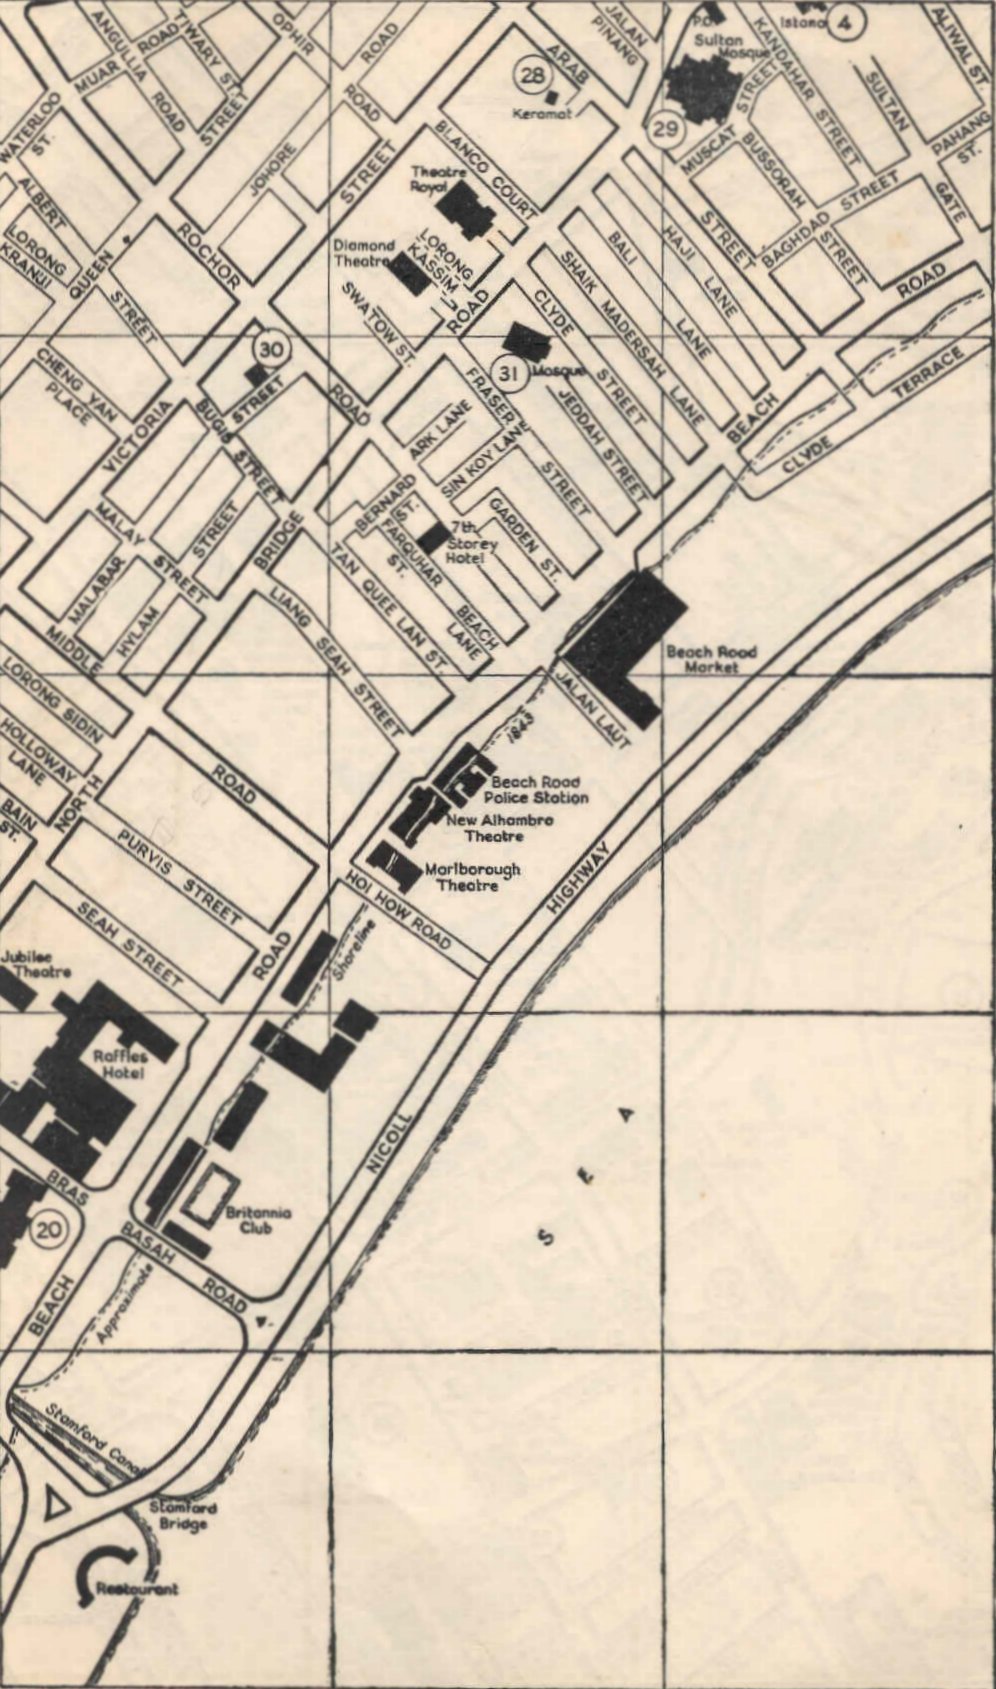 ANGULLIA
ROAD
TIWARY ST.
OPHIR
ROAD
JALAN
PINANG
P.O.
Sultan
Mosque
Istana
4
KANDAHAR
STREET
ALIWAL ST.
MUAR ROAD
STREET
ROAD
28
ARAB
Keramat
29
MUSCAT
STREET
SULTAN
GATE
PAHANG
ST.
WATERLOO
ST.
JOHORE
STREET
BLANCO COURT
BUSSORAH
STREET
BAGHDAD STREET
ALBERT
LORONG
KRANJI
QUEEN
STREET
ROCHOR
ROAD
Theatre
Royal
Diamond
Theatre
LORONG
KASSIM
SWATOW ST.
ROAD
STREET
HAJI
LANE
BALI
LANE
SHAIK MADERSAH LANE
CLYDE
STREET
ROAD
BEACH
CLYDE
TERRACE
30
31
Mosque
JEDDAH STREET
FRASER
STREET
CHENG YAN
PLACE
VICTORIA
STREET
BUGIS
STREET
ARK LANE
SIN KOY LANE
BERNARD
ST.
GARDEN ST.
7th
Storey
Hotel
FARQUHAR
ST.
BEACH
LANE
TAN QUEE LAN ST.
LIANG SEAH STREET
MALAY
STREET
STREET
BRIDGE
MALABAR
HYLAM
MIDDLE
ROAD
LORONG SIDIN
HOLLOWAY
LANE
BAIN
ST.
NORTH
PURVIS STREET
SEAH STREET
Beach Road
Market
JALAN LAUT
1843
Beach Road
Police Station
New Alhambra
Theatre
Marlborough
Theatre
HOI HOW ROAD
HIGHWAY
NICOLL
ROAD
Shoreline
Jubilee
Theatre
Raffles
Hotel
BRAS
BASAH
ROAD
20
Britannia
Club
BEACH
Approximate
SEA
Stamford Canal
Stamford
Bridge
Restaurant